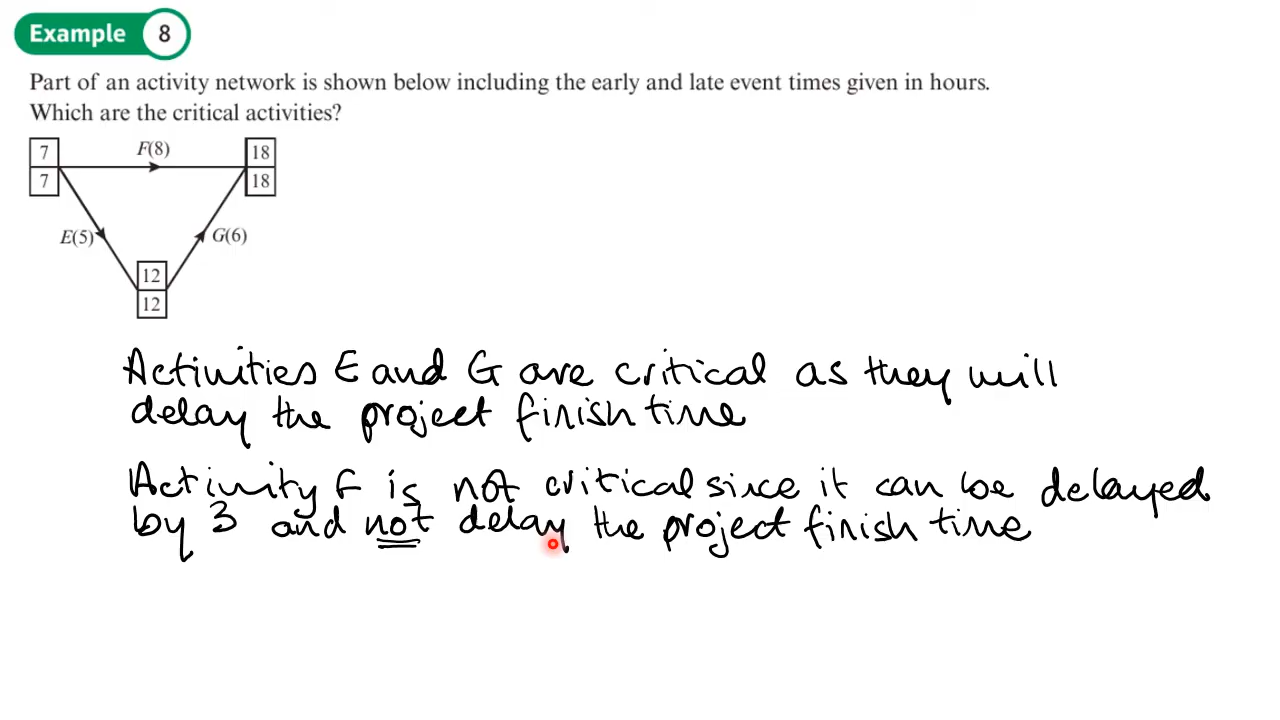 Example 8
Part of an activity network is shown below including the early and late event times given in hours.
Which are the critical activities?
7
F(8)
18
7
18
E(5)
G(6)
12
12
Activities E and G are critical as they will
delay the project finish time
Activity F is not critical since it can be delayed
by 3 and not delay the project finish time